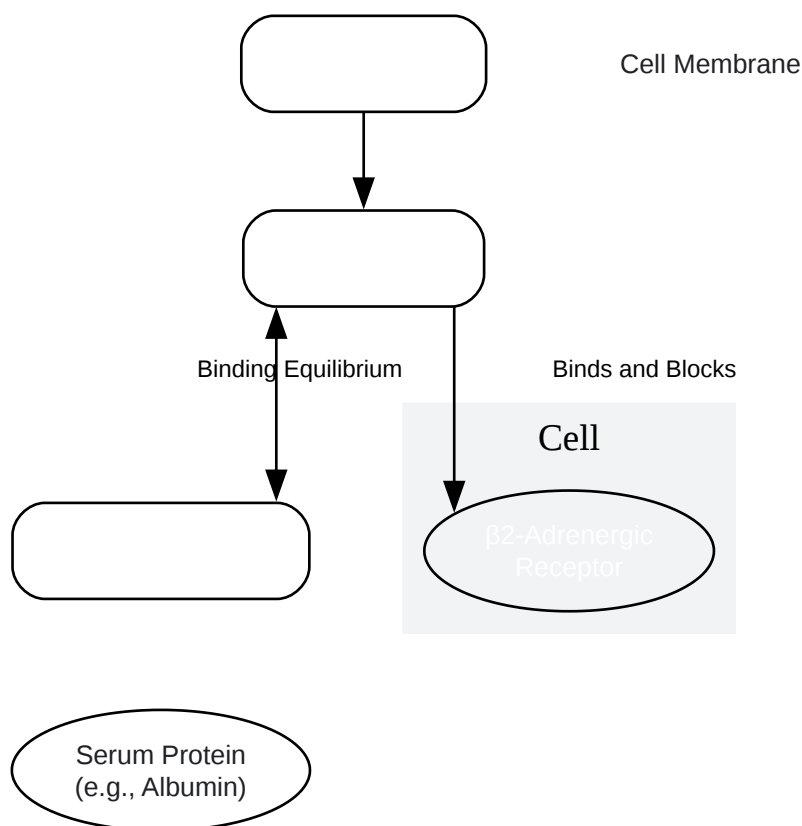 Cell Membrane
Binding Equilibrium
Binds and Blocks
Cell
β2-Adrenergic
Receptor
Serum Protein
(e.g., Albumin)